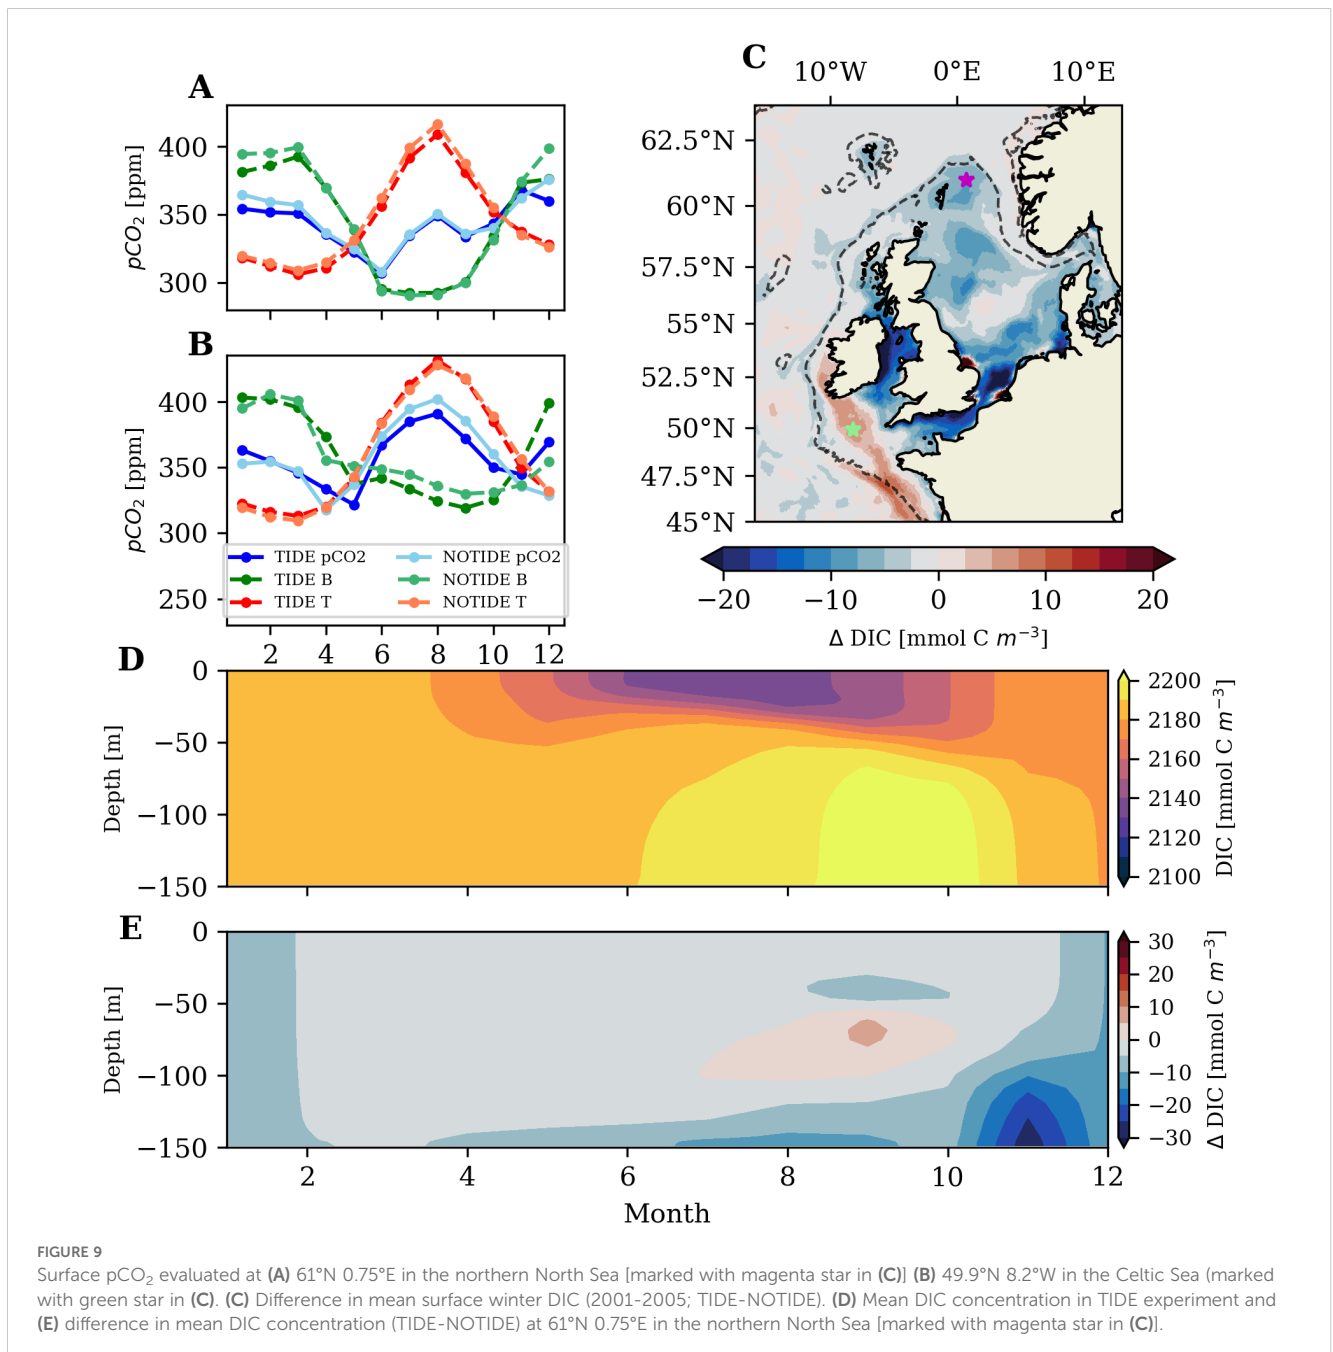 A
400
350
300
pCO2 [ppm]
B
400
350
300
250
pCO2 [ppm]
TIDE pCO2
NOTIDE pCO2
TIDE B
NOTIDE B
TIDE T
NOTIDE T
2 4 6 8 10 12
C
10°W 0°E 10°E
62.5°N
60°N
57.5°N
55°N
52.5°N
50°N
47.5°N
45°N
−20 −10 0 10 20
Δ DIC [mmol C m−3]
D
0
−50
−100
−150
Depth [m]
2200
2180
2160
2140
2120
2100
DIC [mmol C m−3]
E
0
−50
−100
−150
Depth [m]
2 4 6 8 10 12
Month
30
20
10
0
−10
−20
−30
Δ DIC [mmol C m−3]
FIGURE 9
Surface pCO2 evaluated at (A) 61°N 0.75°E in the northern North Sea [marked with magenta star in (C)] (B) 49.9°N 8.2°W in the Celtic Sea (marked
with green star in (C). (C) Difference in mean surface winter DIC (2001-2005; TIDE-NOTIDE). (D) Mean DIC concentration in TIDE experiment and
(E) difference in mean DIC concentration (TIDE-NOTIDE) at 61°N 0.75°E in the northern North Sea [marked with magenta star in (C)].